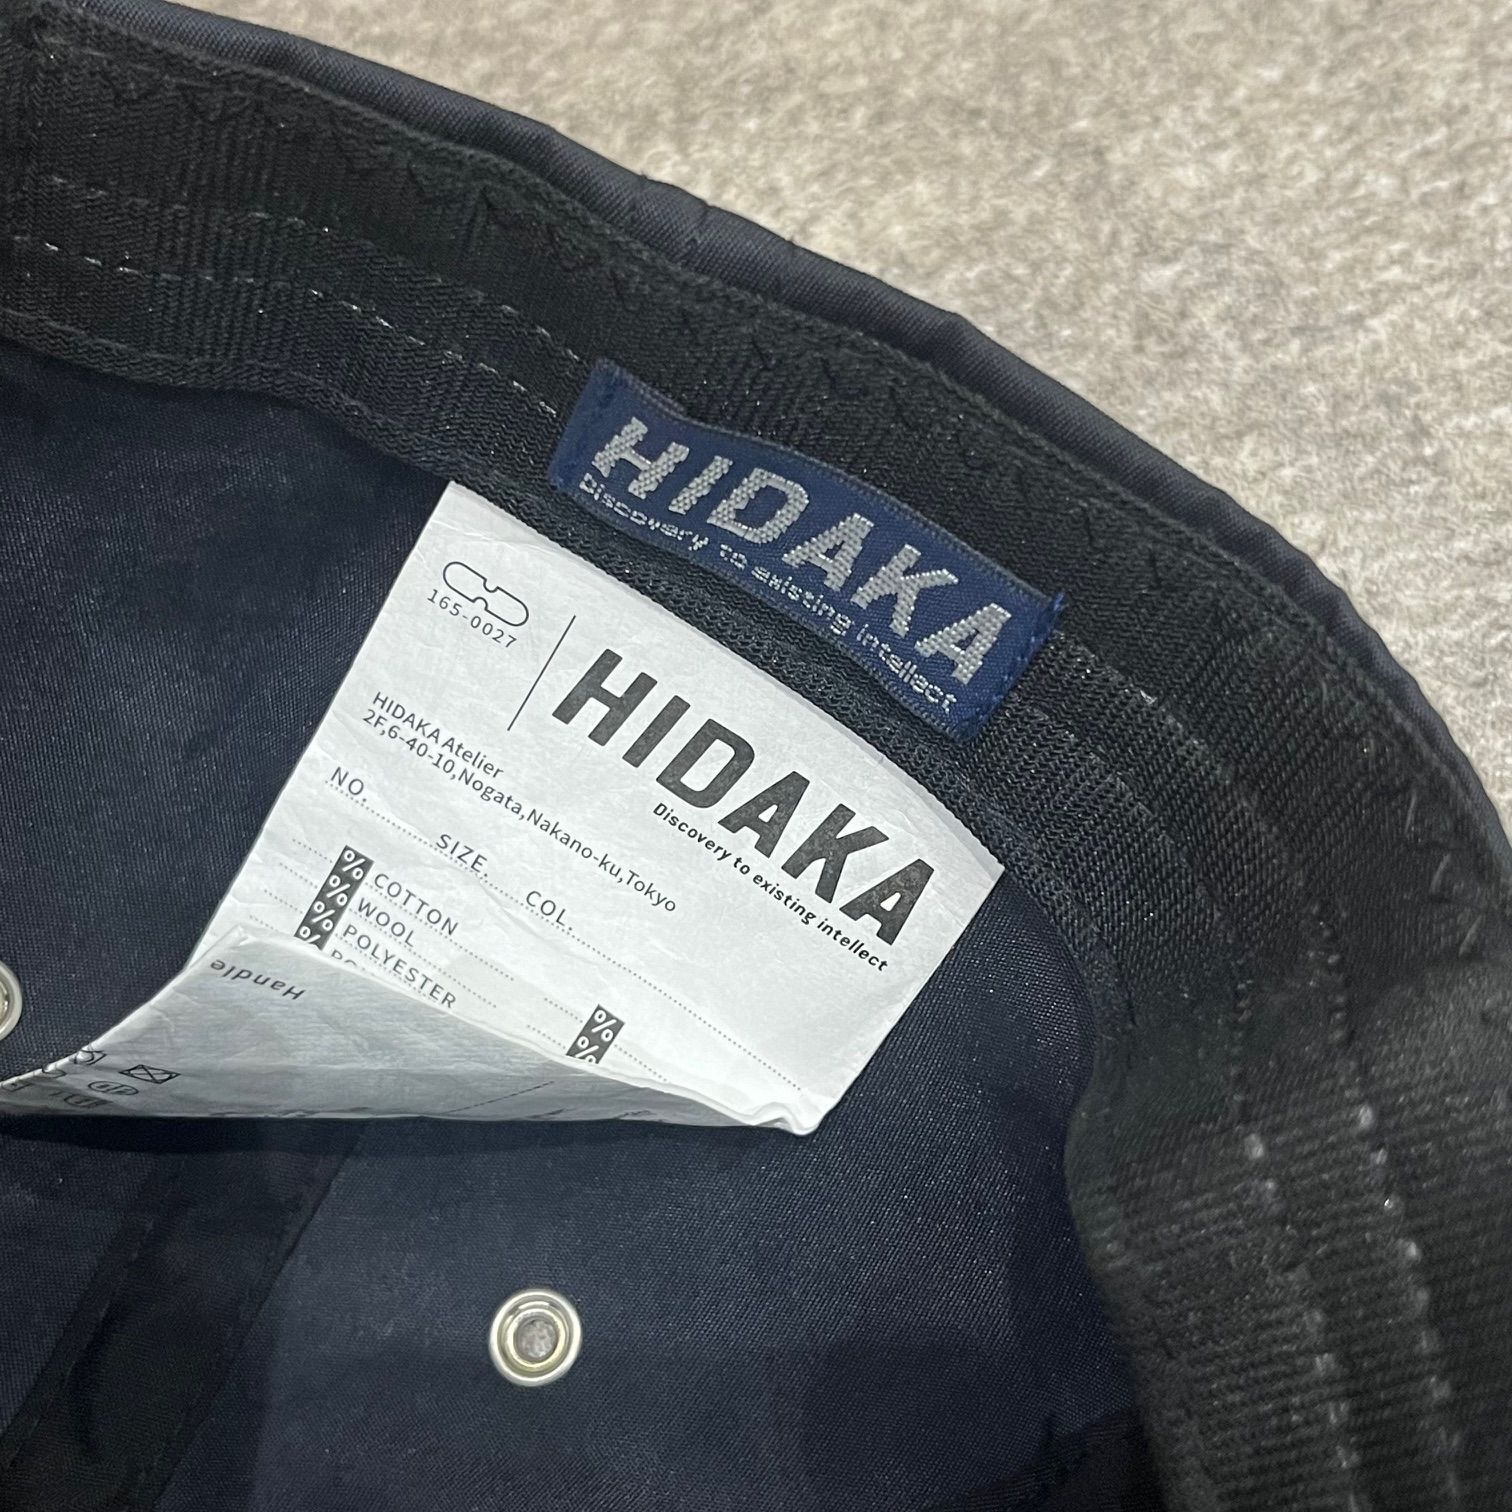 HIDAKA
Discovery to existing intellect
165-0027
HIDAKA
Discovery to existing intellect
HIDAKA Atelier
2F,6-40-10,Nogata,Nakano-ku,Tokyo
NO. SIZE. COL.
% COTTON
% WOOL
% POLYESTER
%
%
%
Handle